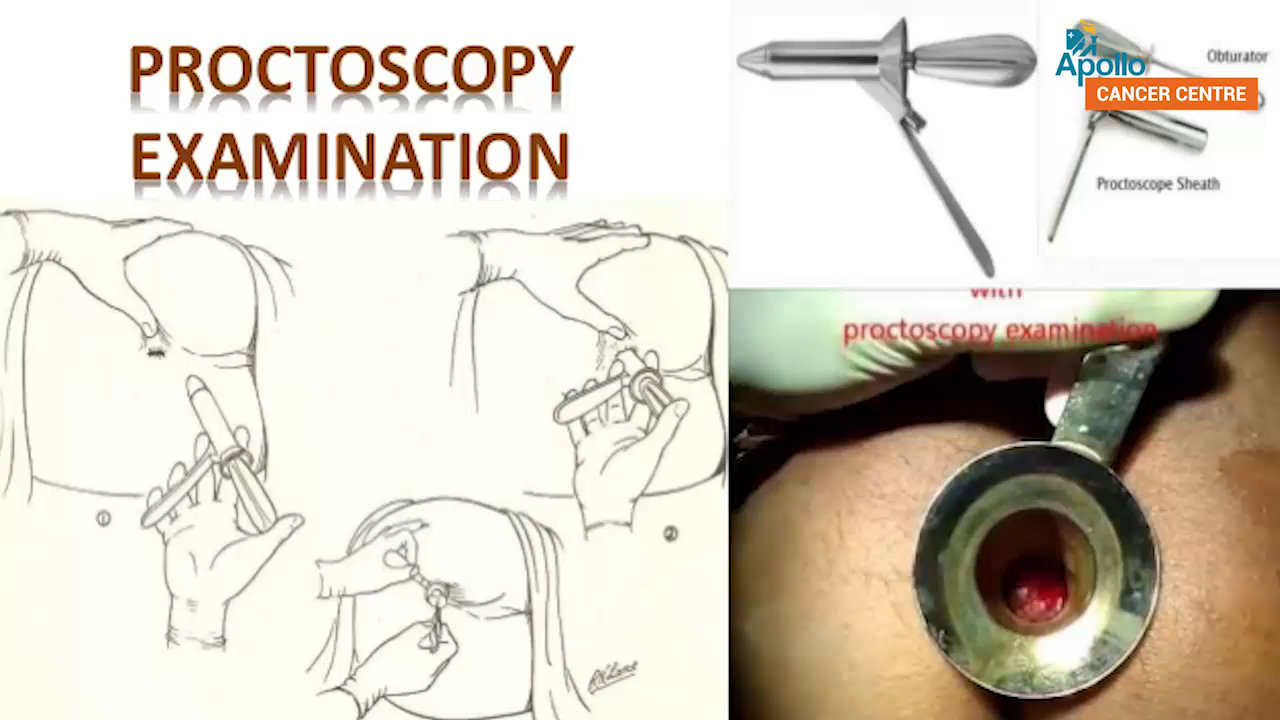 PROCTOSCOPY
EXAMINATION
Apollo
CANCER CENTRE
Obturator
Proctoscope Sheath
with
proctoscopy examination
1
2